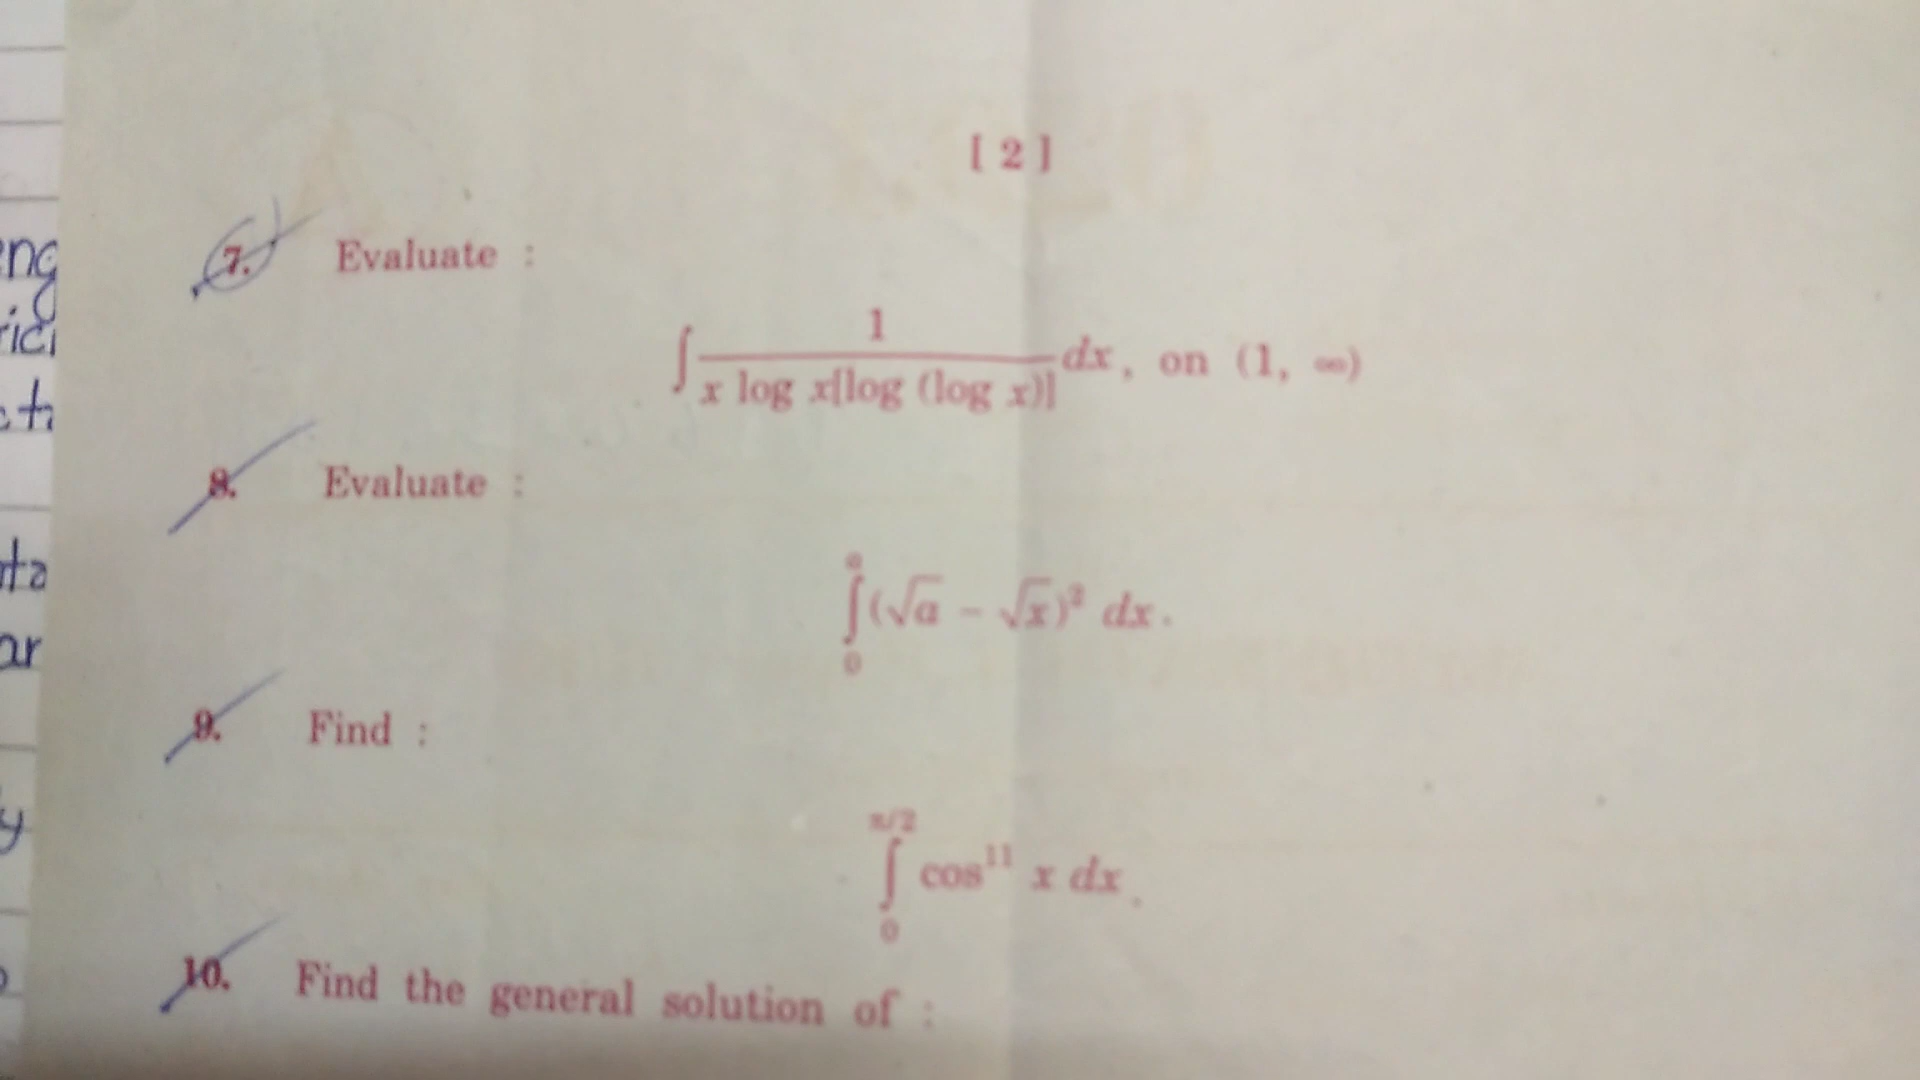 [ 2 ]
7. Evaluate :
∫ 1 / x log x[log (log x)] dx, on (1, ∞)
8. Evaluate :
∫₀ᵃ (√a − √x)² dx.
9. Find :
∫₀^π/2 cos¹¹ x dx.
10. Find the general solution of :